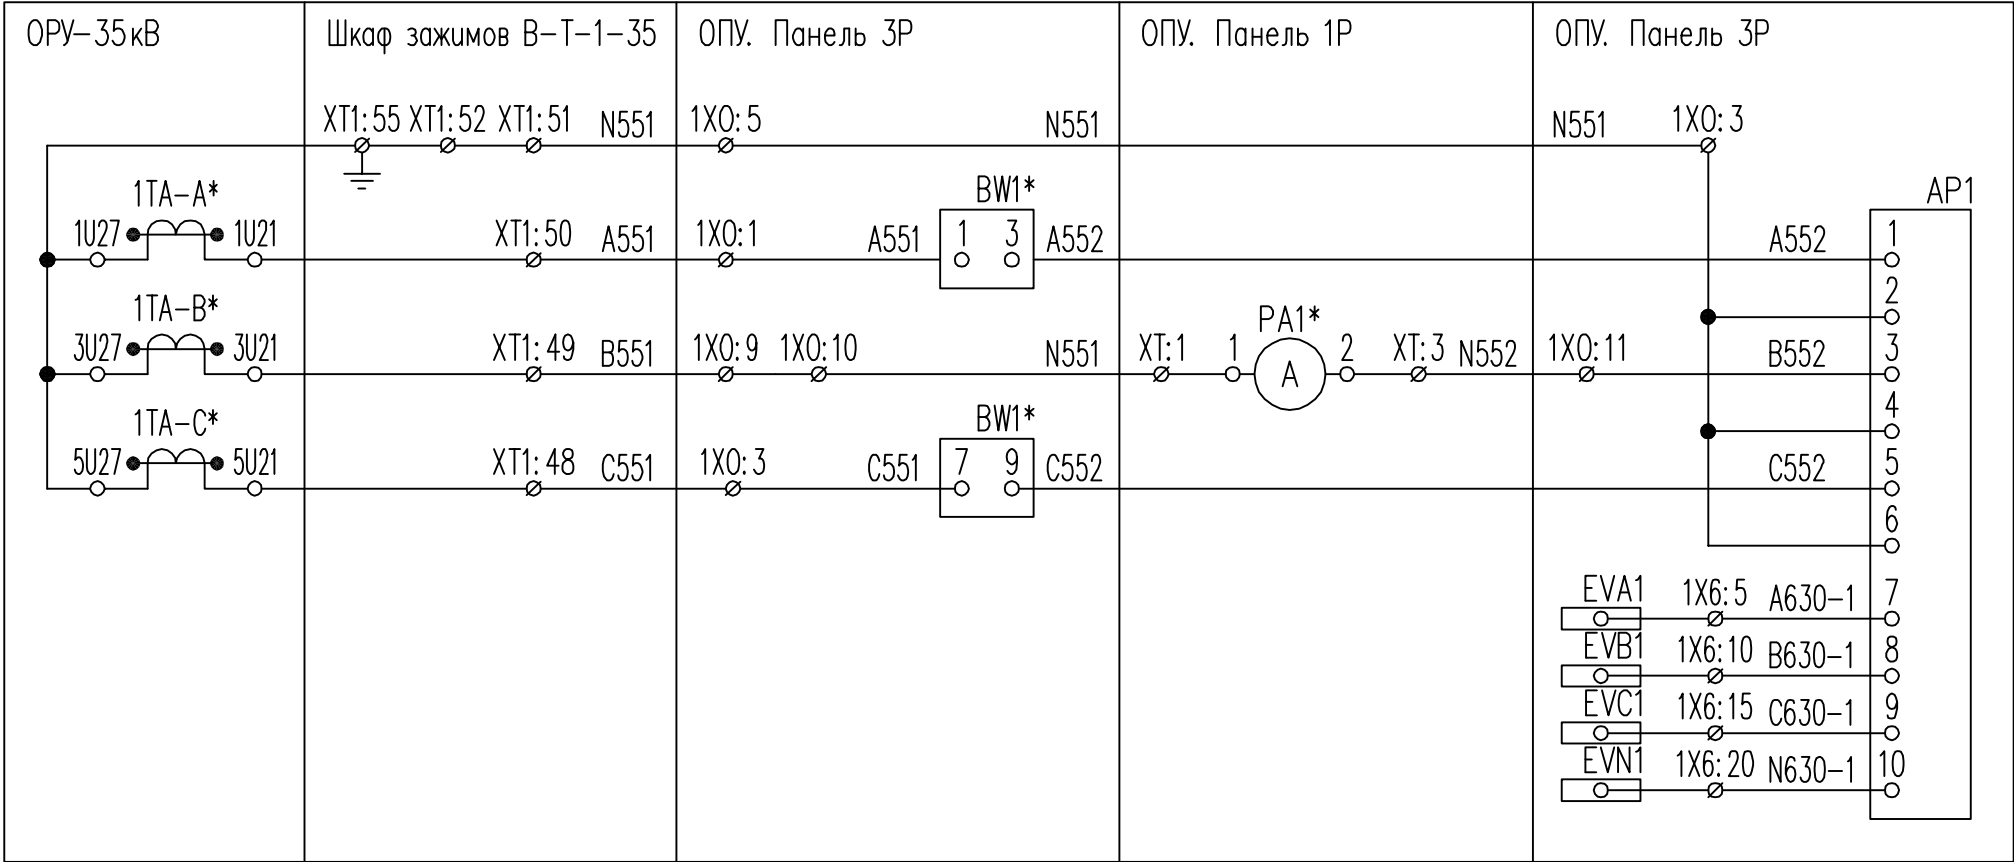 ОРУ-35кВ
Шкаф зажимов В-Т-1-35
ОПУ. Панель 3Р
ОПУ. Панель 1Р
ОПУ. Панель 3Р
XT1:55 XT1:52 XT1:51 N551 1X0:5 N551 N551 1X0:3
1TA-A* BW1* AP1
1U27 1U21 XT1:50 A551 1X0:1 A551 1 3 A552 A552 1
2
1TA-B* PA1*
3U27 3U21 XT1:49 B551 1X0:9 1X0:10 N551 XT:1 1 A 2 XT:3 N552 1X0:11 B552 3
4
1TA-C* BW1*
5U27 5U21 XT1:48 C551 1X0:3 C551 7 9 C552 C552 5
6
EVA1 1X6:5 A630-1 7
EVB1 1X6:10 B630-1 8
EVC1 1X6:15 C630-1 9
EVN1 1X6:20 N630-1 10